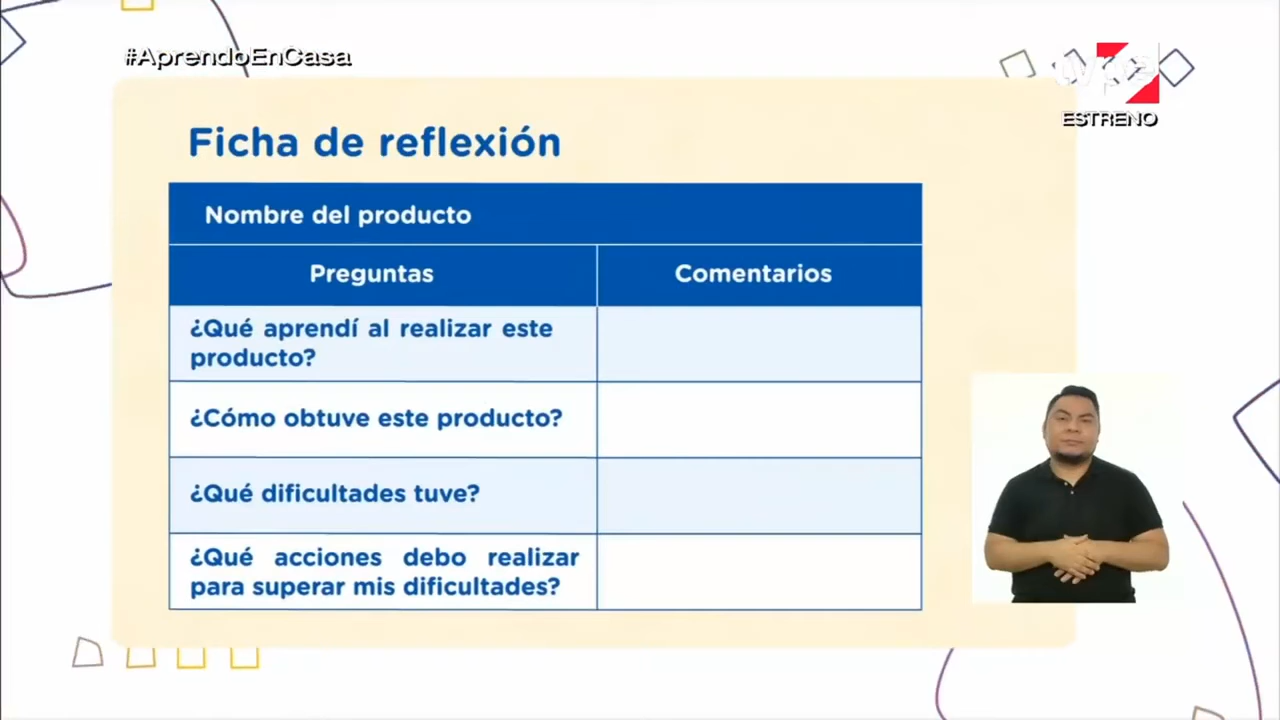 #AprendoEnCasa
tvpe
ESTRENO
Ficha de reflexión
Nombre del producto
Preguntas
Comentarios
¿Qué aprendí al realizar este
producto?
¿Cómo obtuve este producto?
¿Qué dificultades tuve?
¿Qué acciones debo realizar
para superar mis dificultades?